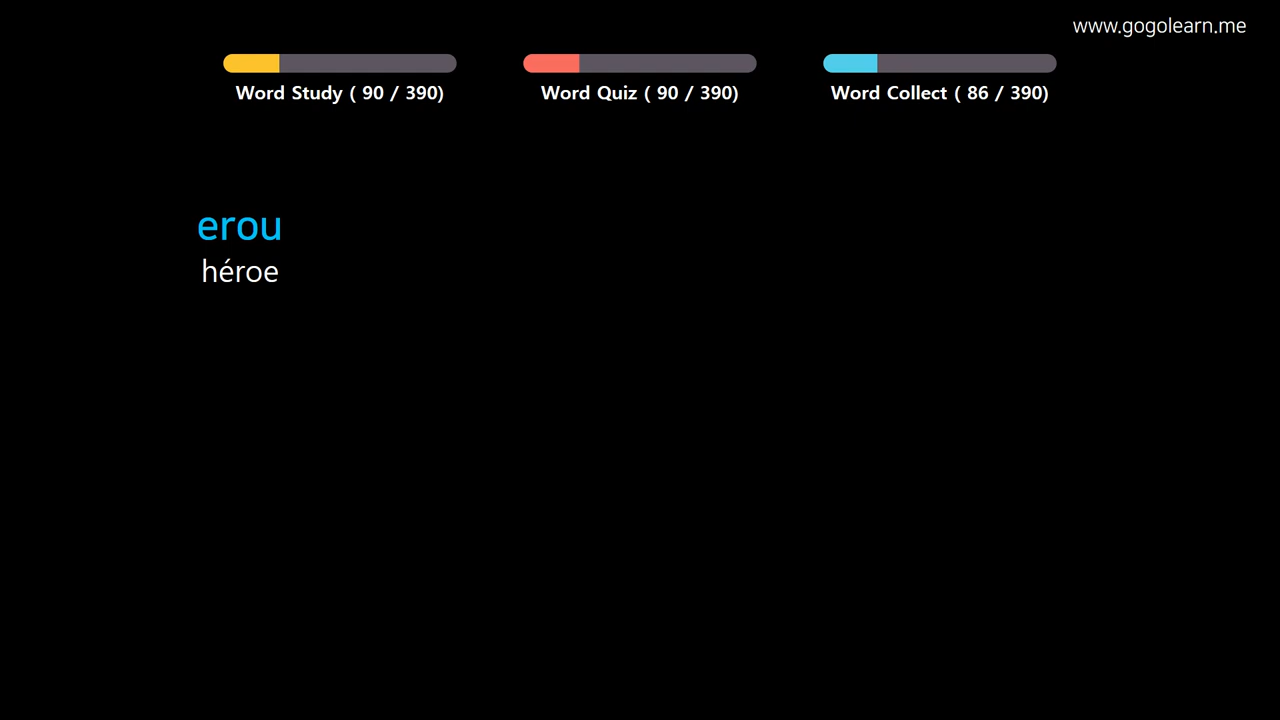 www.gogolearn.me
Word Study ( 90 / 390)
Word Quiz ( 90 / 390)
Word Collect ( 86 / 390)
erou
héroe